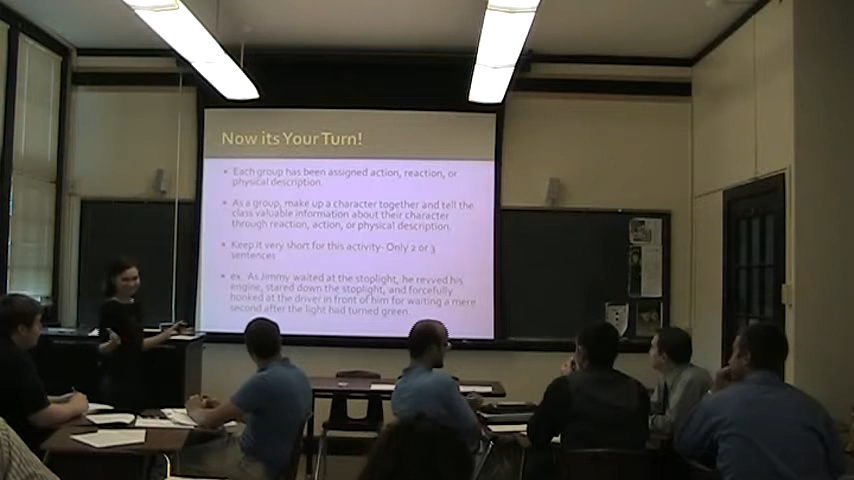 Now its Your Turn!
Each group has been assigned action, reaction, or
physical description.
As a group, make up a character together and tell the
class valuable information about their character
through reaction, action, or physical description.
Keep it very short for this activity- Only 2 or 3
sentences
ex. As Jimmy waited at the stoplight, he revved his
engine, stared down the stoplight, and forcefully
honked at the driver in front of him for waiting a mere
second after the light had turned green.